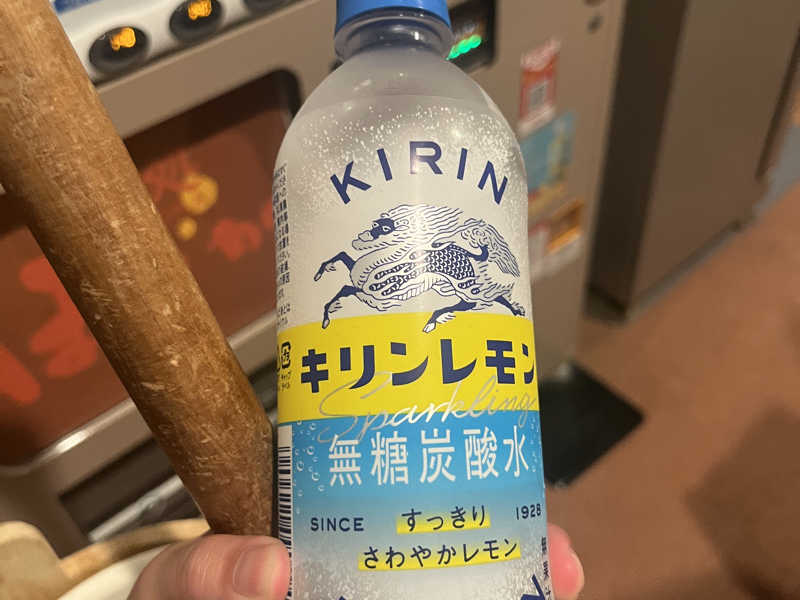 KIRIN
キリンレモン
Sparkling
無糖炭酸水
SINCE
すっきり
1928
さわやかレモン